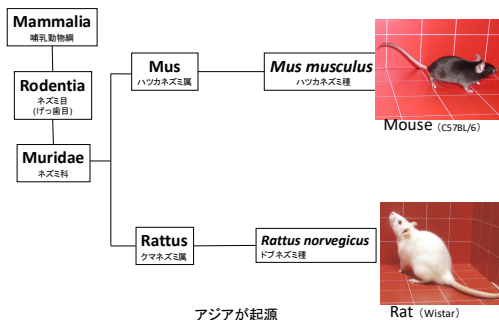 Mammalia
哺乳動物綱
Rodentia
ネズミ目
(げっ歯目)
Muridae
ネズミ科
Mus
ハツカネズミ属
Mus musculus
ハツカネズミ種
Mouse (C57BL/6)
Rattus
クマネズミ属
Rattus norvegicus
ドブネズミ種
Rat (Wistar)
アジアが起源